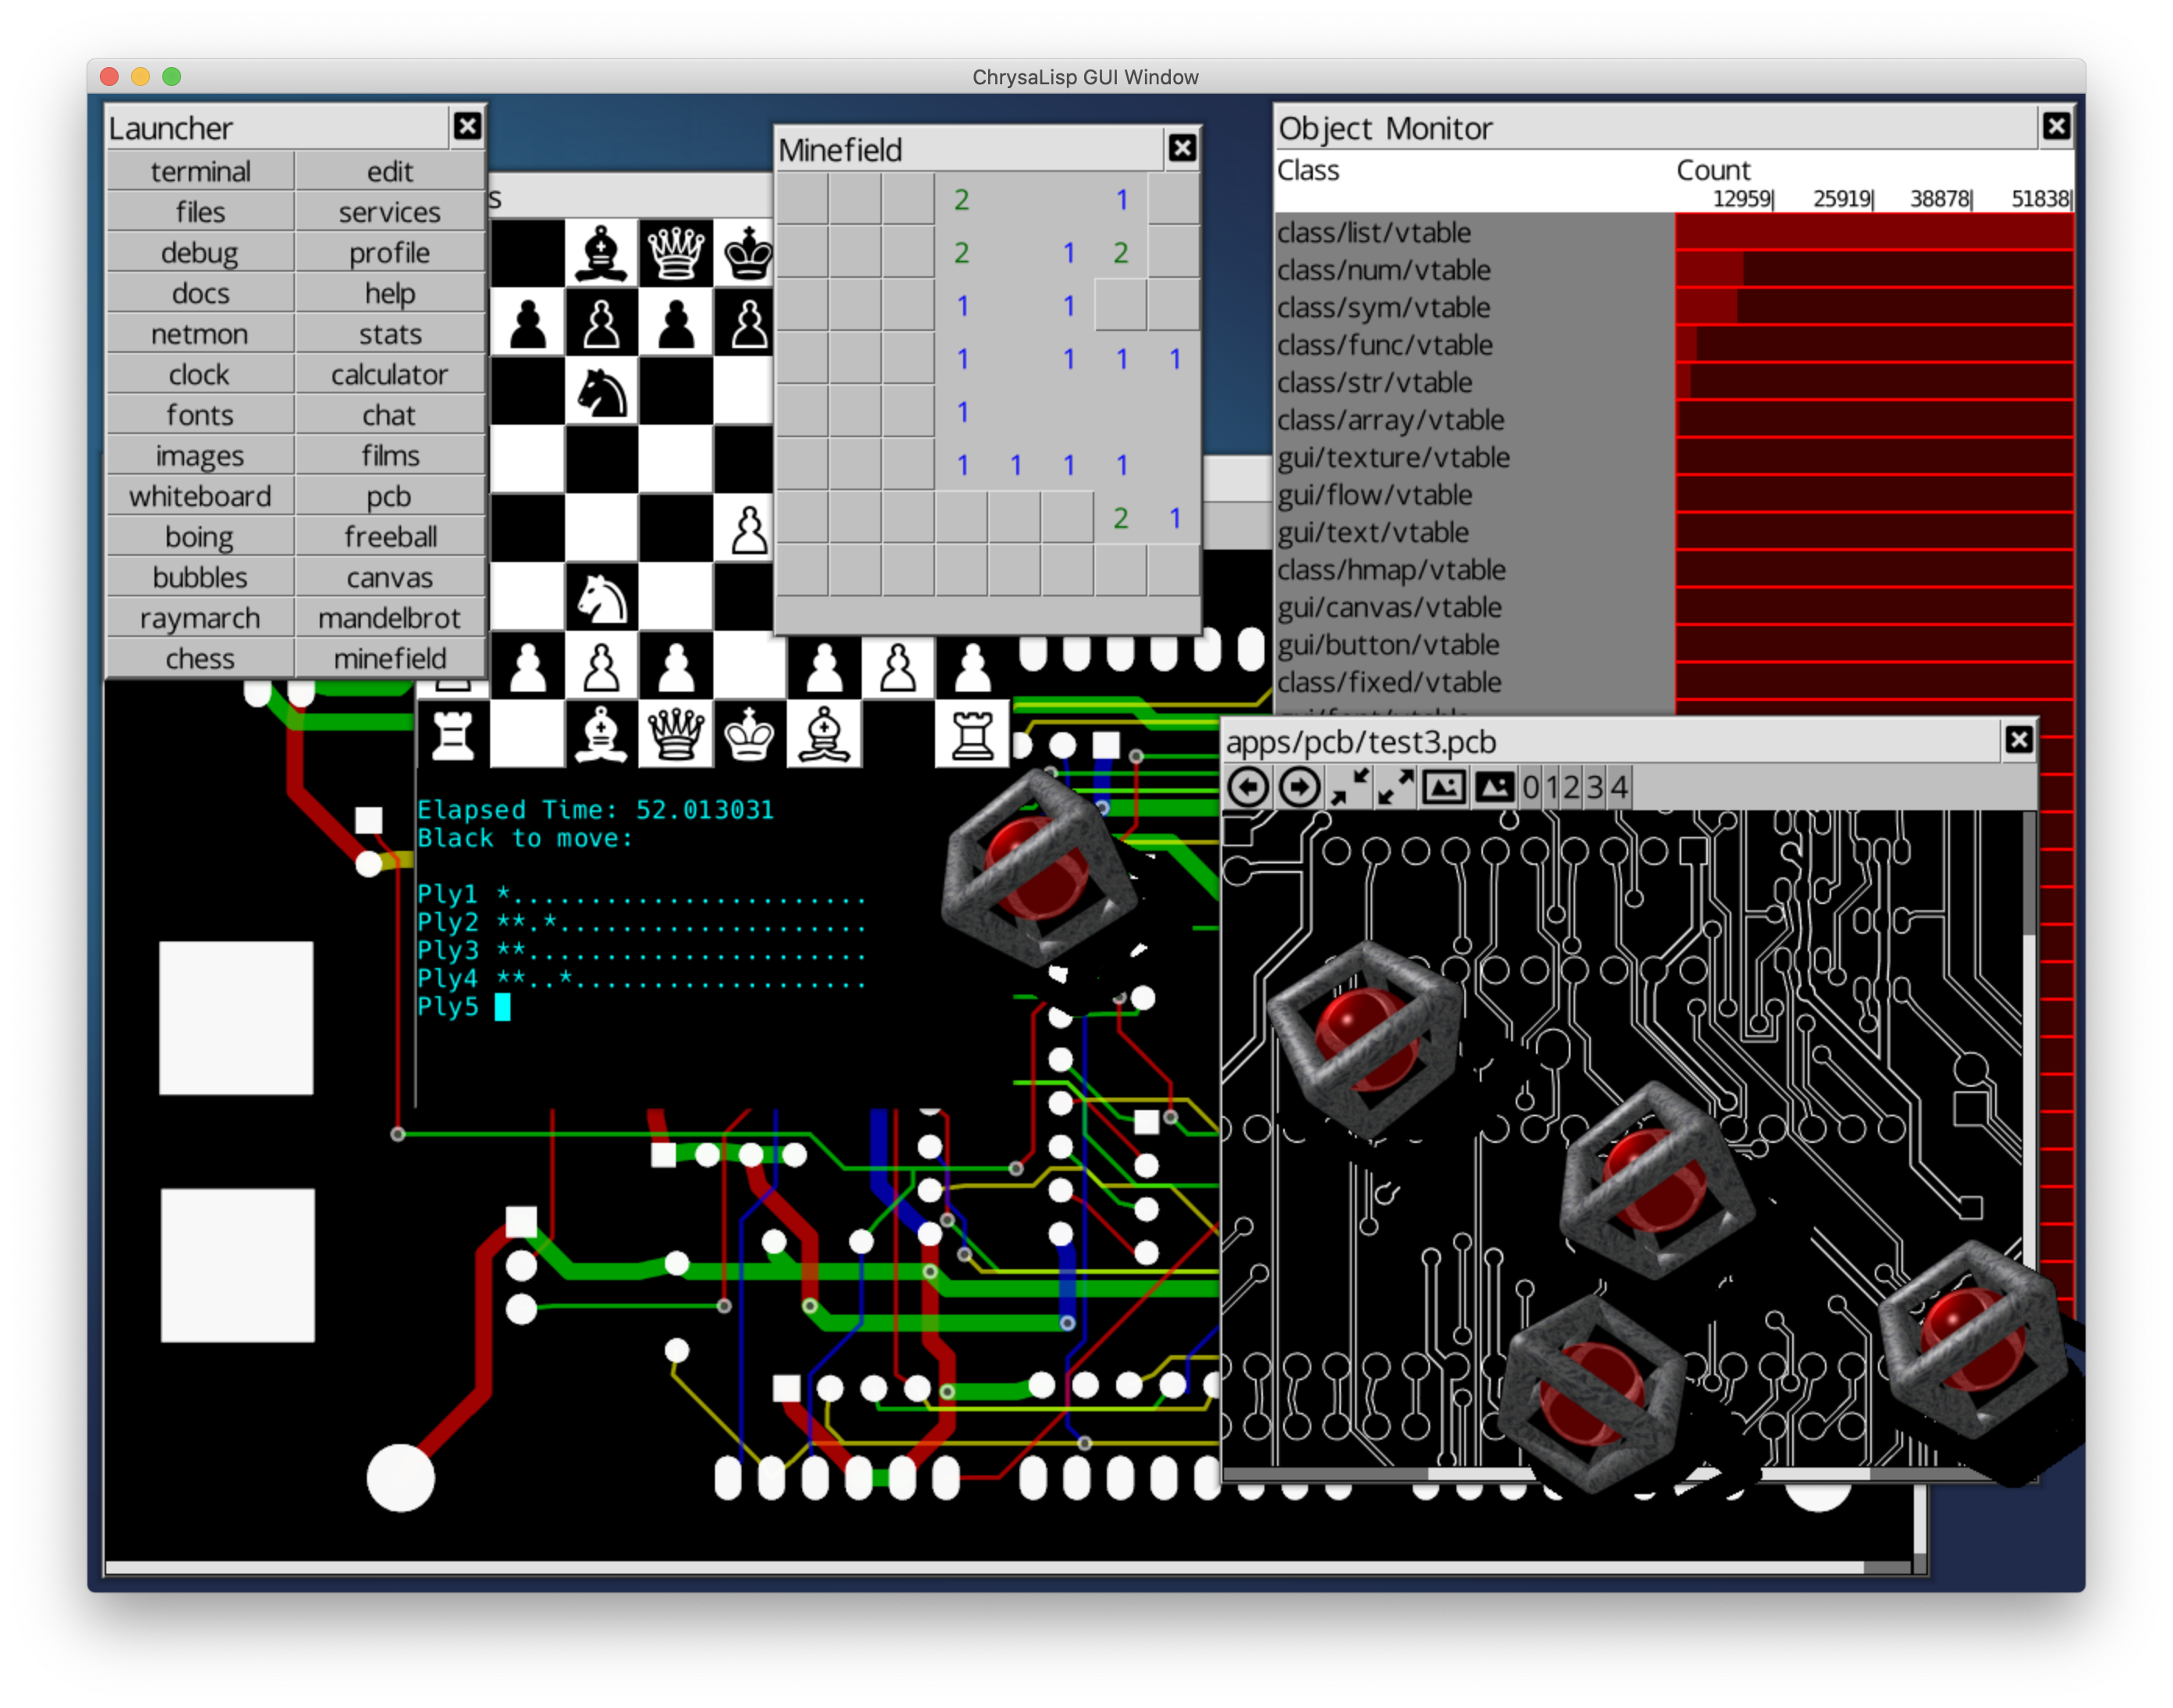 ChrysaLisp GUI Window
Launcher
terminal edit
files services
debug profile
docs help
netmon stats
clock calculator
fonts chat
images films
whiteboard pcb
boing freeball
bubbles canvas
raymarch mandelbrot
chess minefield
s
Minefield
2 1
2 1 2
1 1
1 1 1 1
1
1 1 1 1
2 1
Object Monitor
Class Count
12959| 25919| 38878| 51838|
class/list/vtable
class/num/vtable
class/sym/vtable
class/func/vtable
class/str/vtable
class/array/vtable
gui/texture/vtable
gui/flow/vtable
gui/text/vtable
class/hmap/vtable
gui/canvas/vtable
gui/button/vtable
class/fixed/vtable
Elapsed Time: 52.013031
Black to move:
Ply1 *.......................
Ply2 **.*....................
Ply3 **......................
Ply4 **..*...................
Ply5
apps/pcb/test3.pcb
0 1 2 3 4